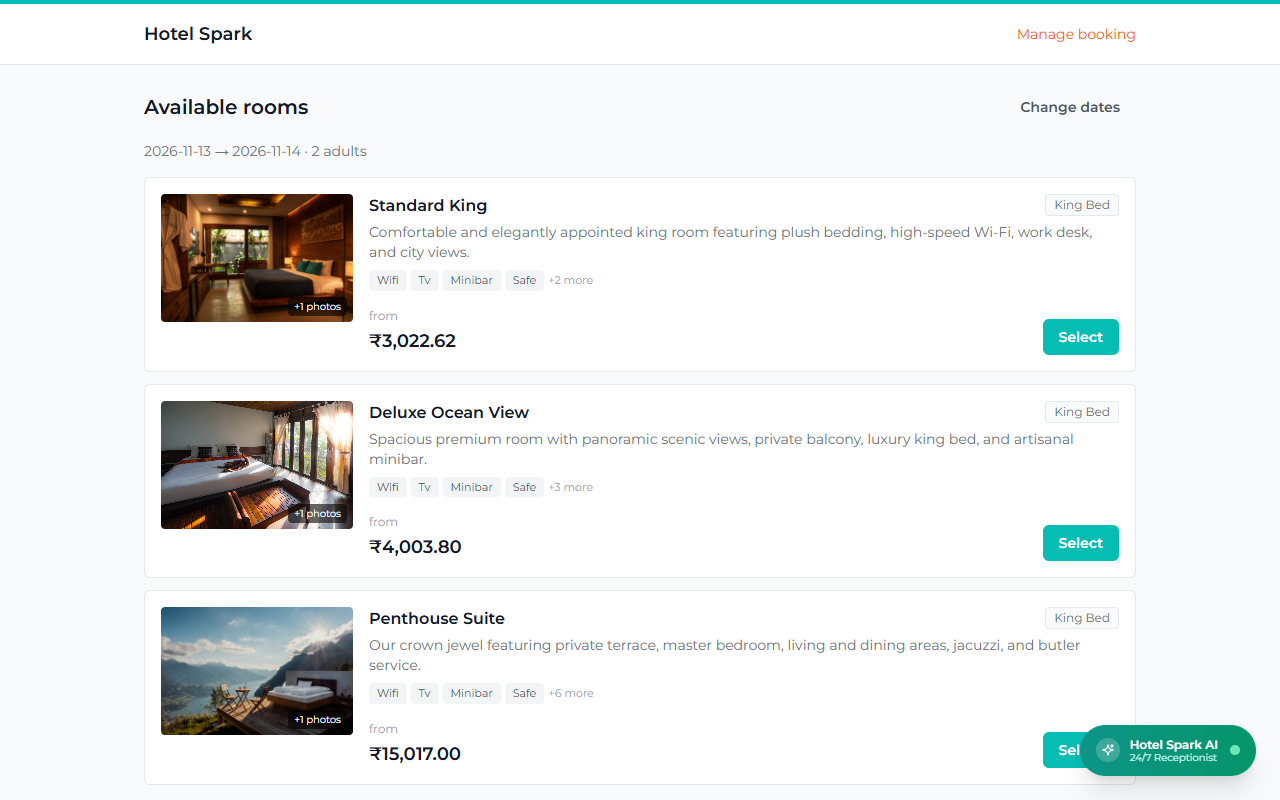 Hotel Spark
Manage booking
Available rooms
Change dates
2026-11-13 → 2026-11-14 · 2 adults
Standard King
King Bed
Comfortable and elegantly appointed king room featuring plush bedding, high-speed Wi-Fi, work desk,
and city views.
Wifi Tv Minibar Safe +2 more
+1 photos
from
₹3,022.62
Select
Deluxe Ocean View
King Bed
Spacious premium room with panoramic scenic views, private balcony, luxury king bed, and artisanal
minibar.
Wifi Tv Minibar Safe +3 more
+1 photos
from
₹4,003.80
Select
Penthouse Suite
King Bed
Our crown jewel featuring private terrace, master bedroom, living and dining areas, jacuzzi, and butler
service.
Wifi Tv Minibar Safe +6 more
+1 photos
from
₹15,017.00
Sel
Hotel Spark AI
24/7 Receptionist